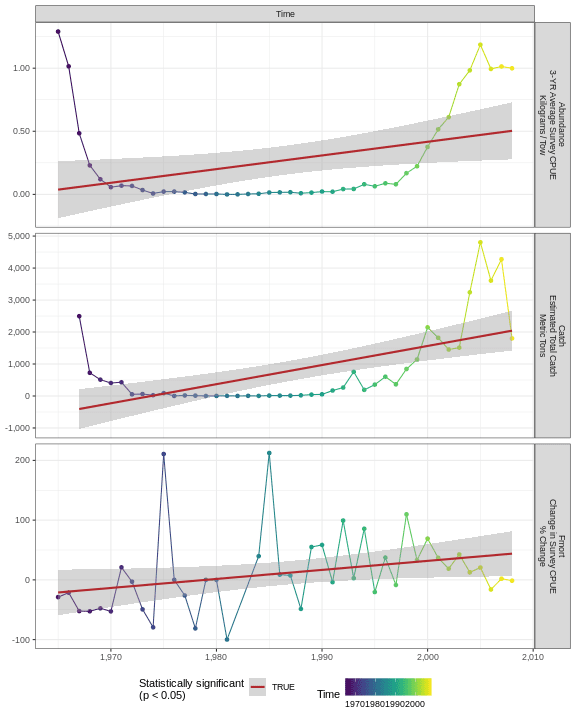 Time
1.00
0.50
0.00
Abundance
3-YR Average Survey CPUE
Kilograms / Tow
5,000
4,000
3,000
2,000
1,000
0
-1,000
Catch
Estimated Total Catch
Metric Tons
200
100
0
-100
Fmort
Change in Survey CPUE
% Change
1,970
1,980
1,990
2,000
2,010
Statistically significant
(p < 0.05)
TRUE
Time
1970198019902000